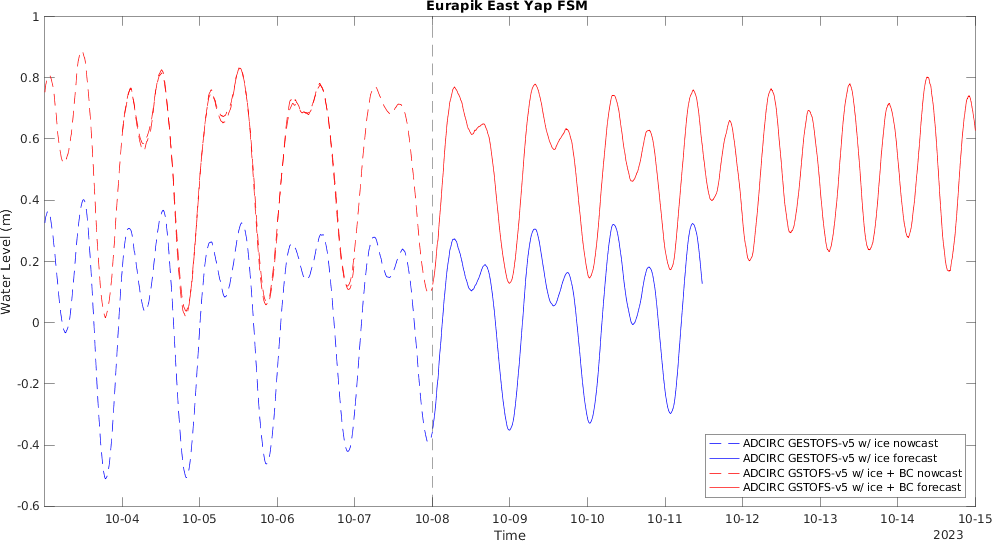 Eurapik East Yap FSM
Water Level (m)
1
0.8
0.6
0.4
0.2
0
-0.2
-0.4
-0.6
ADCIRC GESTOFS-v5 w/ ice nowcast
ADCIRC GESTOFS-v5 w/ ice forecast
ADCIRC GSTOFS-v5 w/ ice + BC nowcast
ADCIRC GSTOFS-v5 w/ ice + BC forecast
10-04 10-05 10-06 10-07 10-08 10-09 10-10 10-11 10-12 10-13 10-14 10-15
Time
2023